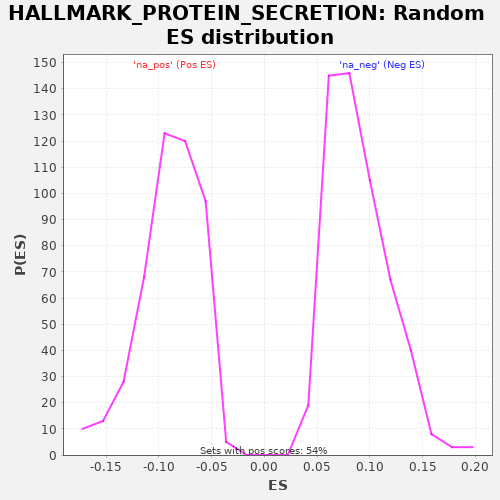 HALLMARK_PROTEIN_SECRETION: Random
ES distribution
'na_pos' (Pos ES)
'na_neg' (Neg ES)
150
140
130
120
110
100
90
80
70
60
50
40
30
20
10
0
P(ES)
Sets with pos scores: 54%
-0.15 -0.10 -0.05 0.00 0.05 0.10 0.15 0.20
ES